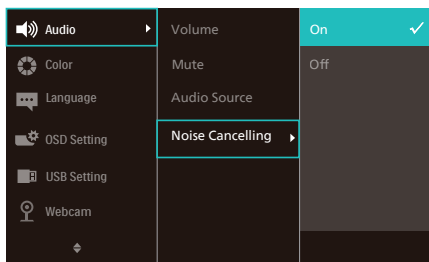 Audio
Color
Language
OSD Setting
USB Setting
Webcam
Volume
Mute
Audio Source
Noise Cancelling
On
Off